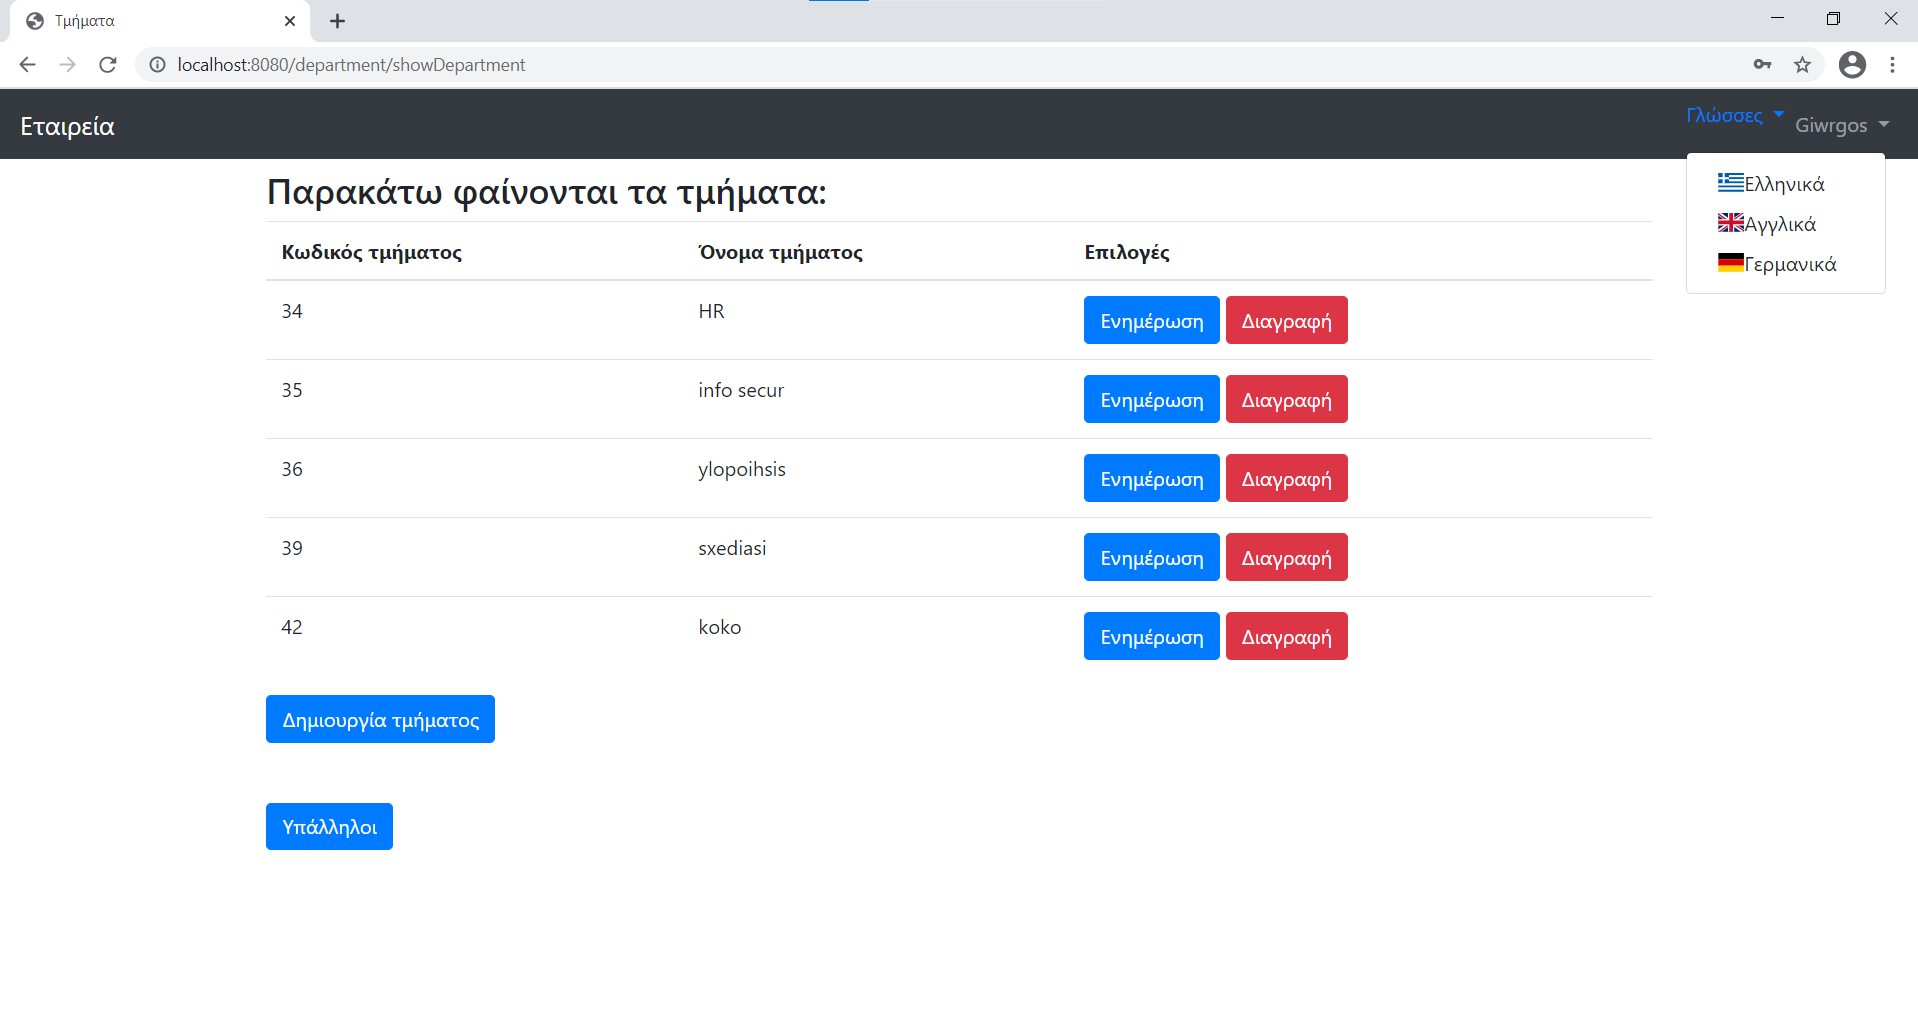 Τμήματα
localhost:8080/department/showDepartment
Εταιρεία
Γλώσσες
Giwrgos
Ελληνικά
Αγγλικά
Γερμανικά
Παρακάτω φαίνονται τα τμήματα:
Κωδικός τμήματος Όνομα τμήματος Επιλογές
34 HR Ενημέρωση Διαγραφή
35 info secur Ενημέρωση Διαγραφή
36 ylopoihsis Ενημέρωση Διαγραφή
39 sxediasi Ενημέρωση Διαγραφή
42 koko Ενημέρωση Διαγραφή
Δημιουργία τμήματος
Υπάλληλοι